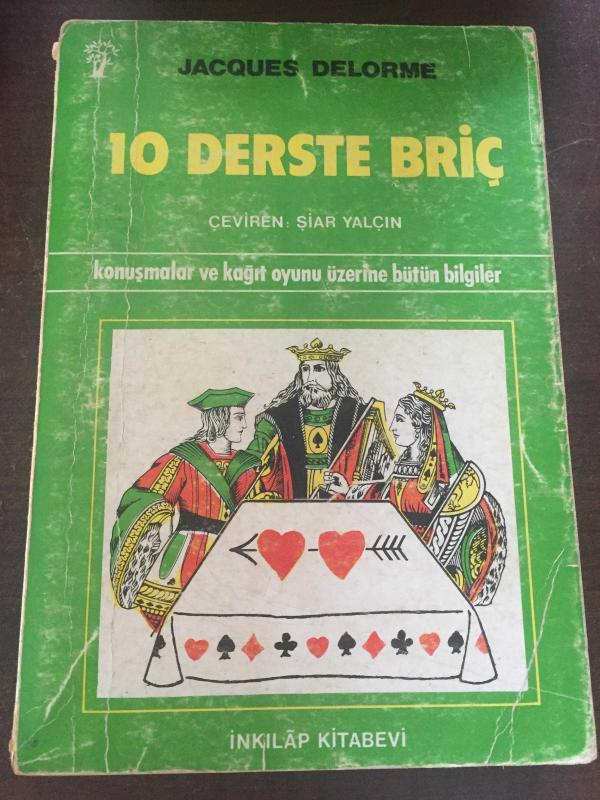 JACQUES DELORME
10 DERSTE BRİÇ
ÇEVİREN: ŞİAR YALÇIN
konuşmalar ve kağıt oyunu üzerine bütün bilgiler
İNKILÂP KİTABEVİ